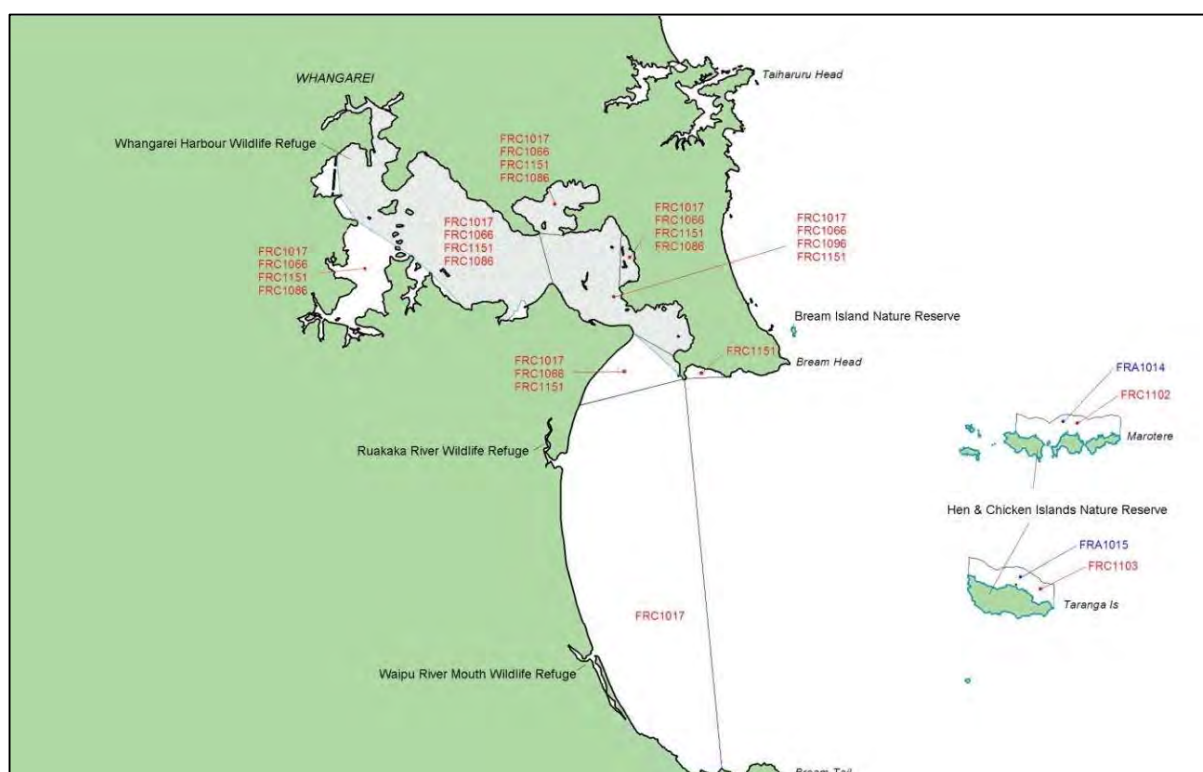 WHANGAREI
Taiharuru Head
Whangarei Harbour Wildlife Refuge
FRC1017
FRC1066
FRC1151
FRC1086
FRC1017
FRC1066
FRC1151
FRC1086
FRC1017
FRC1066
FRC1096
FRC1151
FRC1017
FRC1066
FRC1151
FRC1086
FRC1017
FRC1066
FRC1151
FRC1086
Bream Island Nature Reserve
FRC1151
Bream Head
FRC1017
FRC1066
FRC1151
FRA1014
FRC1102
Marotere
Ruakaka River Wildlife Refuge
Hen & Chicken Islands Nature Reserve
FRA1015
FRC1103
Taranga Is
FRC1017
Waipu River Mouth Wildlife Refuge
Bream Tail